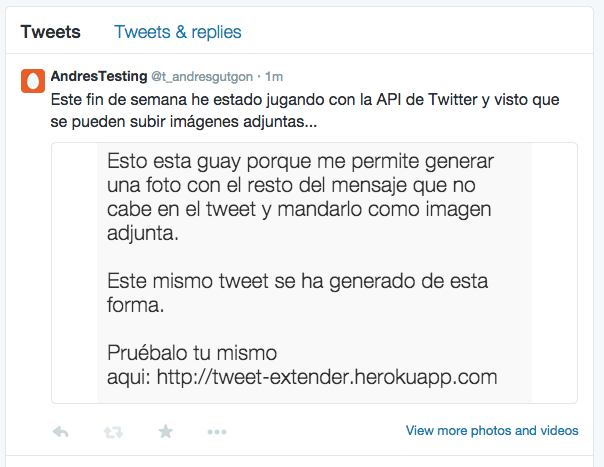 Tweets Tweets & replies
AndresTesting @t_andresgutgon · 1m
Este fin de semana he estado jugando con la API de Twitter y visto que
se pueden subir imágenes adjuntas...
Esto esta guay porque me permite generar
una foto con el resto del mensaje que no
cabe en el tweet y mandarlo como imagen
adjunta.
Este mismo tweet se ha generado de esta
forma.
Pruébalo tu mismo
aqui: http://tweet-extender.herokuapp.com
View more photos and videos